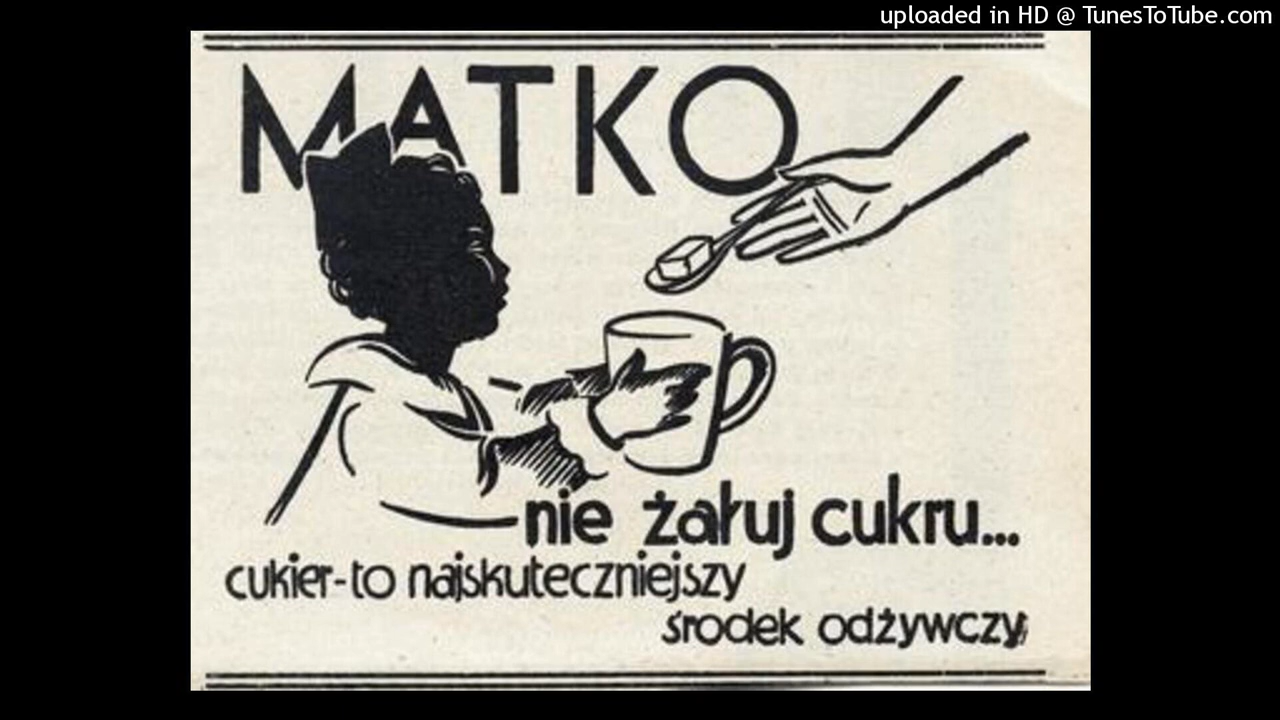 uploaded in HD @ TunesToTube.com
MATKO
nie żałuj cukru...
cukier-to najskuteczniejszy
środek odżywczy